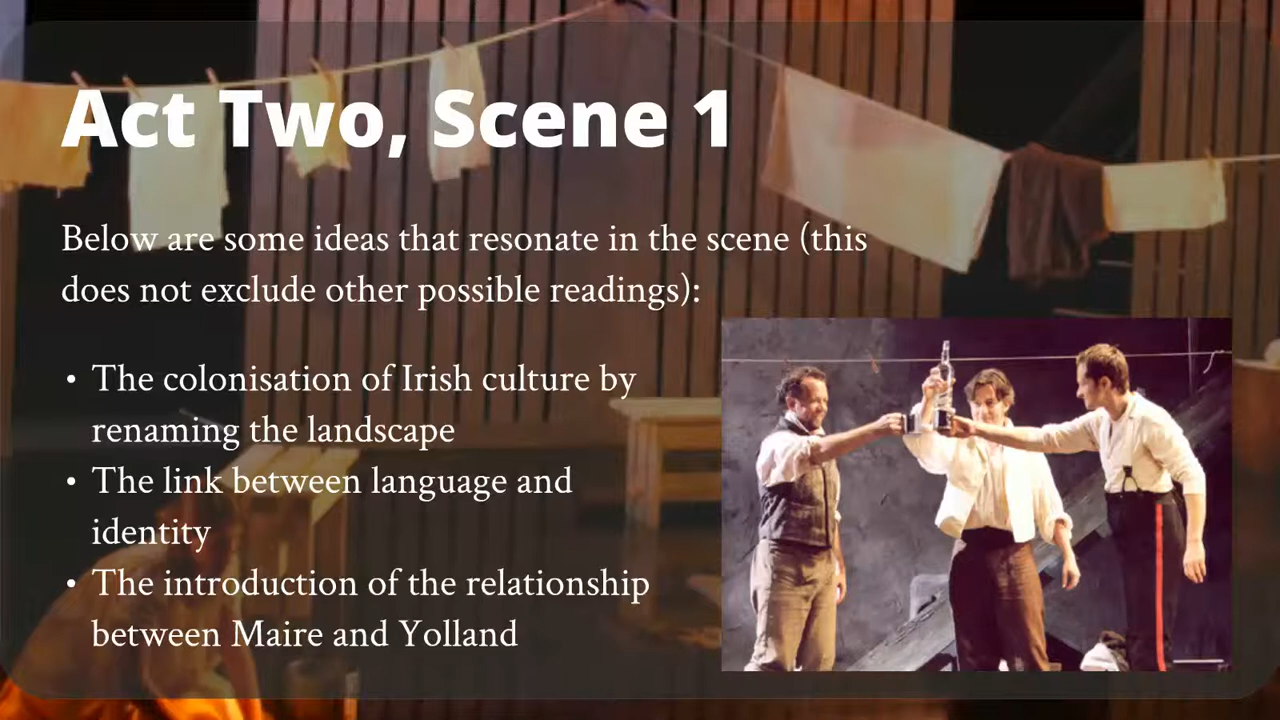 Act Two, Scene 1
Below are some ideas that resonate in the scene (this
does not exclude other possible readings):
• The colonisation of Irish culture by
renaming the landscape
• The link between language and
identity
• The introduction of the relationship
between Maire and Yolland